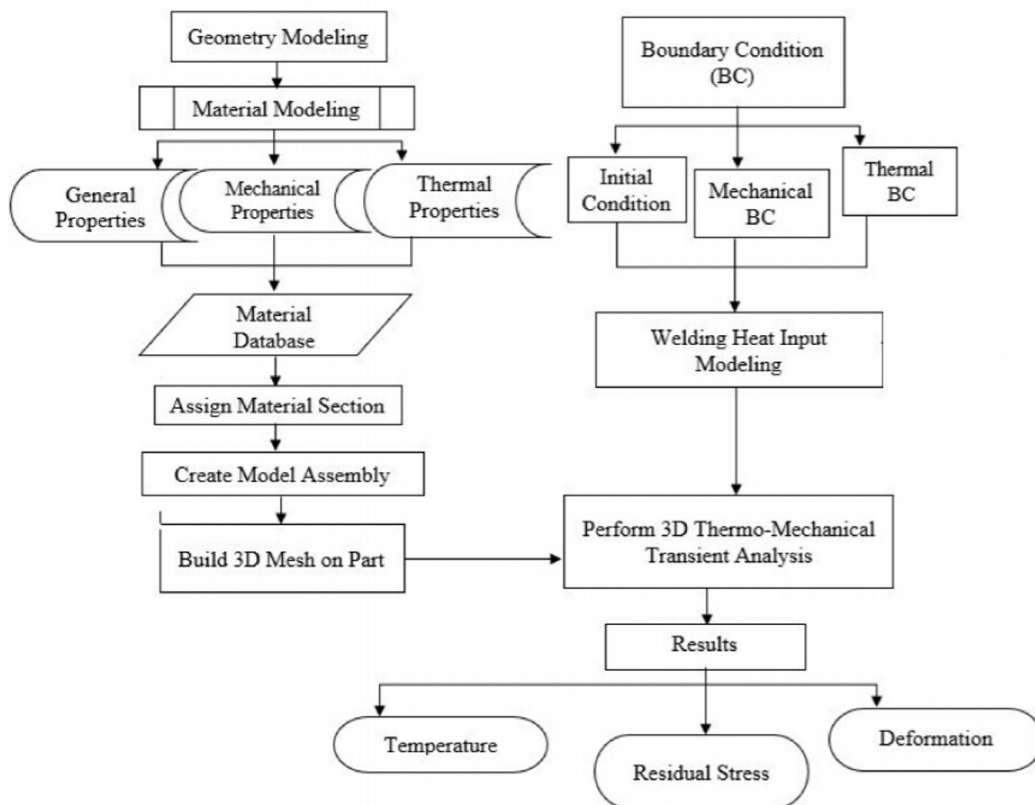 Geometry Modeling
Material Modeling
General
Properties
Mechanical
Properties
Thermal
Properties
Material
Database
Assign Material Section
Create Model Assembly
Build 3D Mesh on Part
Boundary Condition
(BC)
Initial
Condition
Mechanical
BC
Thermal
BC
Welding Heat Input
Modeling
Perform 3D Thermo-Mechanical
Transient Analysis
Results
Temperature
Residual Stress
Deformation